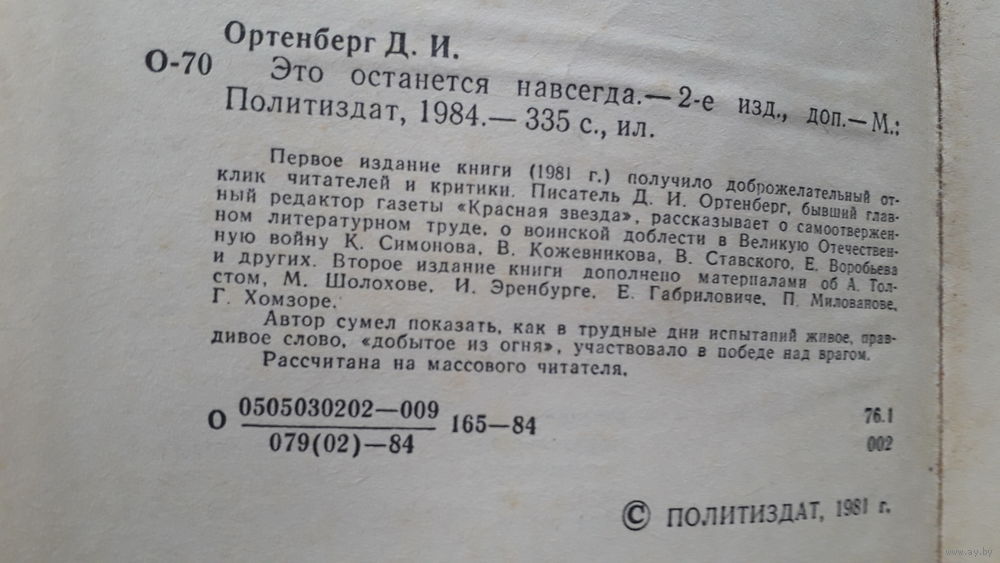 Ортенберг Д. И.
О-70 Это останется навсегда.— 2-е изд., доп.— М.:
Политиздат, 1984.— 335 с., ил.
Первое издание книги (1981 г.) получило доброжелательный от-
клик читателей и критики. Писатель Д. И. Ортенберг, бывший глав-
ный редактор газеты «Красная звезда», рассказывает о самоотвержен-
ном литературном труде, о воинской доблести в Великую Отечествен-
ную войну К. Симонова, В. Кожевникова, В. Ставского, Е. Воробьева
и других. Второе издание книги дополнено материалами об А. Тол-
стом, М. Шолохове, И. Эренбурге, Е. Габриловиче, П. Милованове,
Г. Хомзоре.
Автор сумел показать, как в трудные дни испытаний живое, прав-
дивое слово, «добытое из огня», участвовало в победе над врагом.
Рассчитана на массового читателя.
О 0505030202—009 165—84 76.1
079(02)—84 002
© ПОЛИТИЗДАТ, 1981 г.
www.ay.by